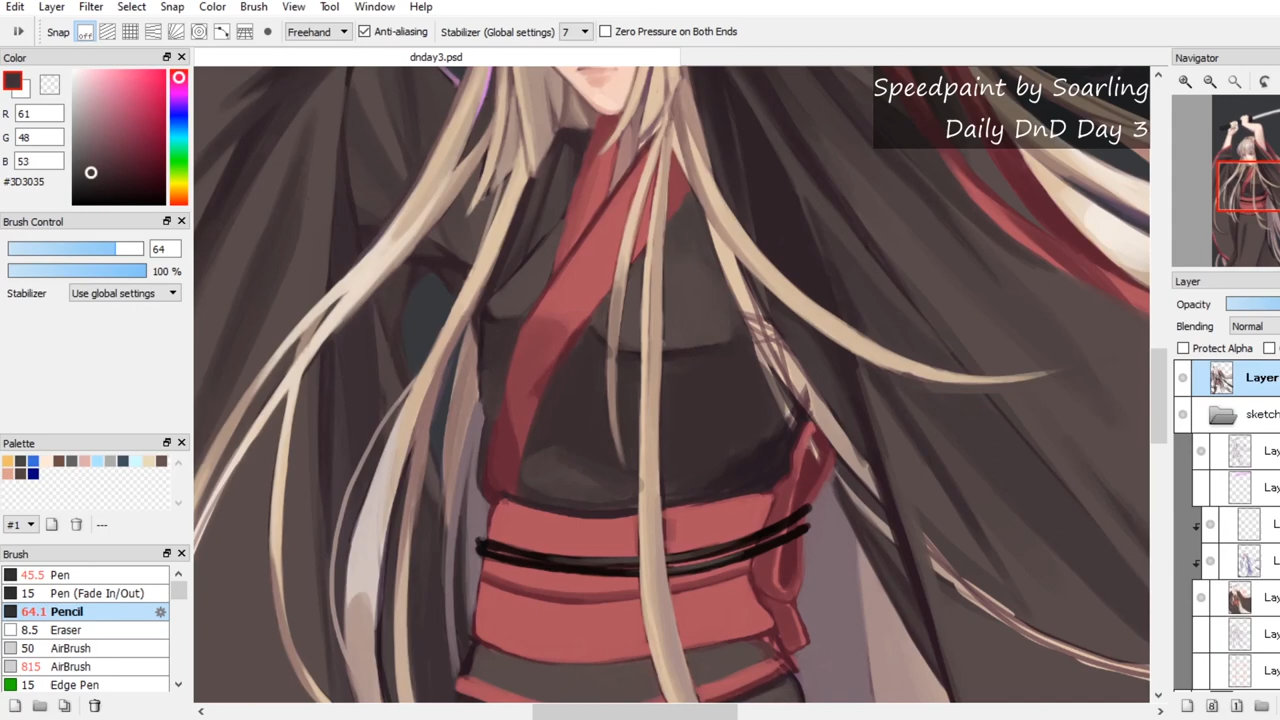 Edit Layer Filter Select Snap Color Brush View Tool Window Help
Snap off Freehand Anti-aliasing Stabilizer (Global settings) 7 Zero Pressure on Both Ends
Color
dnday3.psd
Navigator
R 61
G 48
B 53
#3D3035
Speedpaint by Soarling
Daily DnD Day 3
Brush Control
64
100 %
Stabilizer Use global settings
Layer
Opacity
Blending Normal
Protect Alpha
Layer
sketch
Palette
#1 ---
Brush
45.5 Pen
15 Pen (Fade In/Out)
64.1 Pencil
8.5 Eraser
50 AirBrush
815 AirBrush
15 Edge Pen